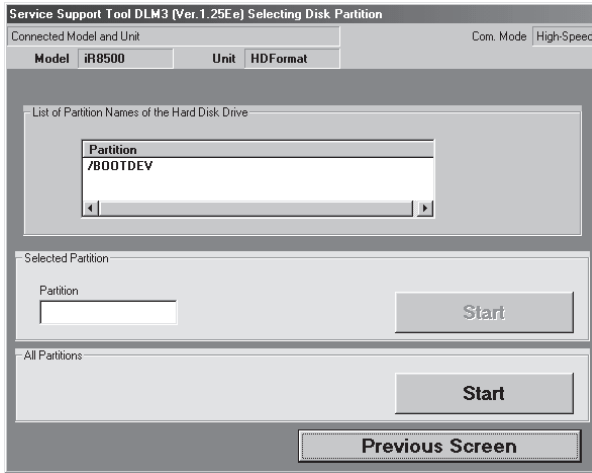 Service Support Tool DLM3 (Ver.1.25Ee) Selecting Disk Partition
Connected Model and Unit
Com. Mode High-Speed
Model iR8500 Unit HDFormat
List of Partition Names of the Hard Disk Drive
Partition
/BOOTDEV
Selected Partition
Partition
Start
All Partitions
Start
Previous Screen